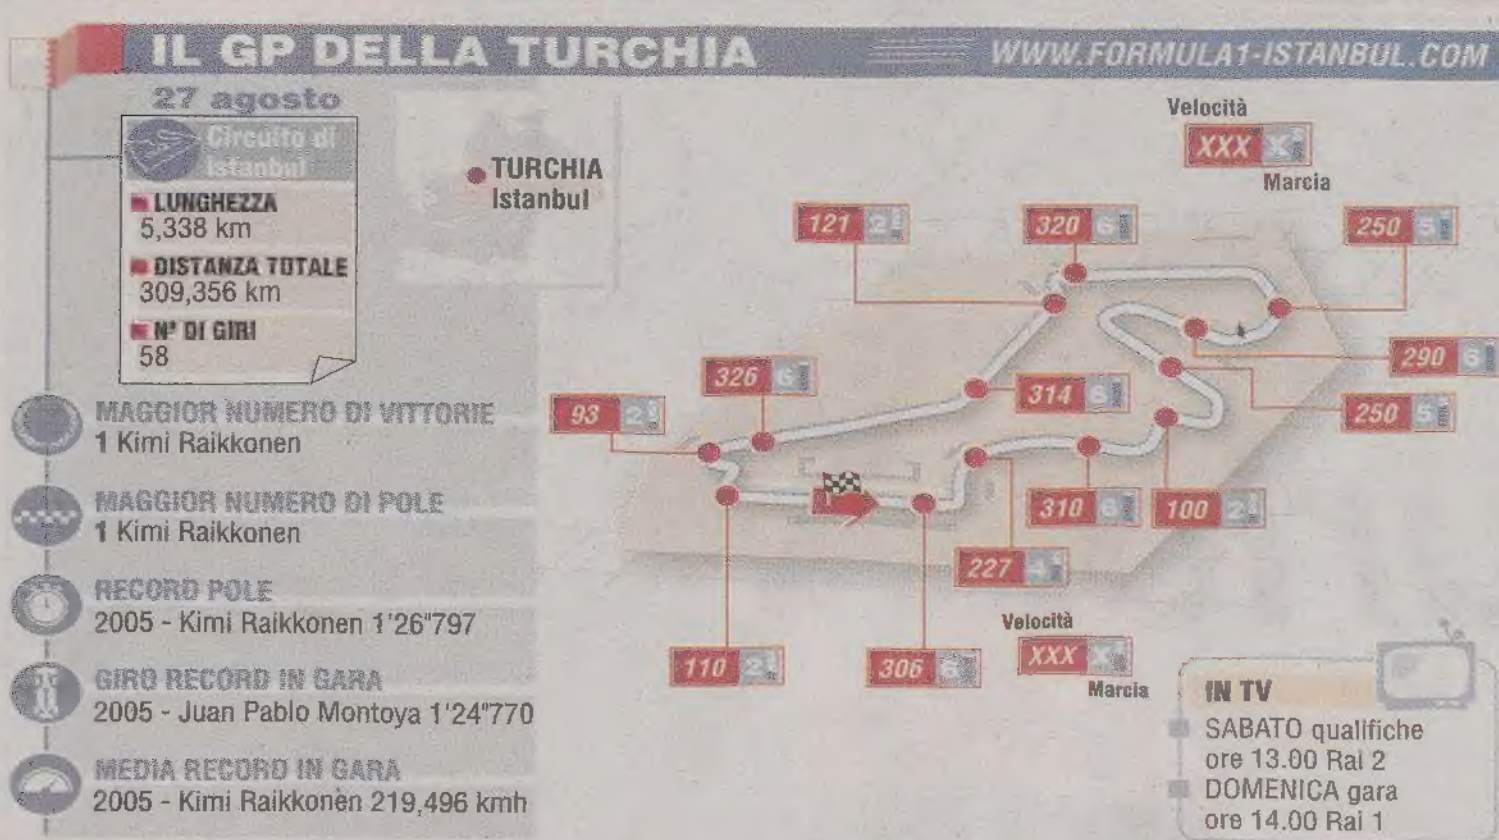 IL GP DELLA TURCHIA
WWW.FORMULA1-ISTANBUL.COM
27 agosto
Circuito di
Istanbul
LUNGHEZZA
5,338 km
DISTANZA TOTALE
309,356 km
N° DI GIRI
58
TURCHIA
Istanbul
MAGGIOR NUMERO DI VITTORIE
1 Kimi Raikkonen
MAGGIOR NUMERO DI POLE
1 Kimi Raikkonen
RECORD POLE
2005 - Kimi Raikkonen 1'26"797
GIRO RECORD IN GARA
2005 - Juan Pablo Montoya 1'24"770
MEDIA RECORD IN GARA
2005 - Kimi Raikkonen 219,496 kmh
Velocità
XXX X
Marcia
121 2
320 6
250 5
326 6
290 6
93 2
314 6
250 5
310 6
100 2
227 4
110 2
306 6
Velocità
XXX X
Marcia
IN TV
SABATO qualifiche
ore 13.00 Rai 2
DOMENICA gara
ore 14.00 Rai 1